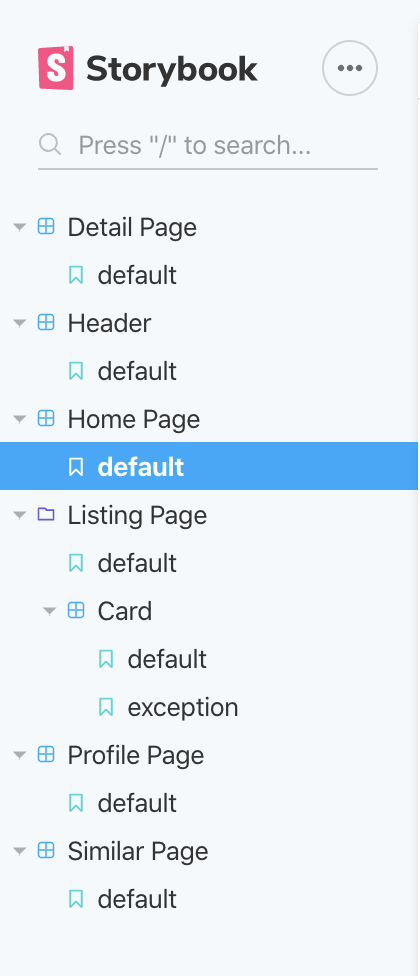 Storybook
Press "/" to search...
Detail Page
default
Header
default
Home Page
default
Listing Page
default
Card
default
exception
Profile Page
default
Similar Page
default